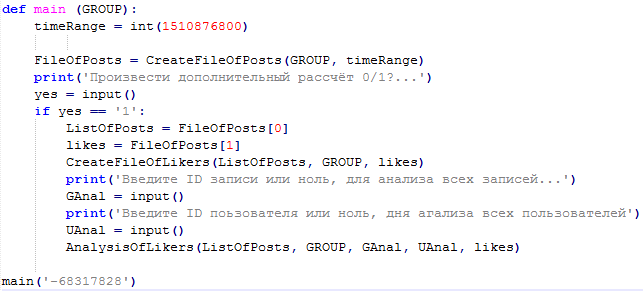 def main (GROUP):
    timeRange = int(1510876800)

    FileOfPosts = CreateFileOfPosts(GROUP, timeRange)
    print('Произвести дополнительный рассчёт 0/1?...')
    yes = input()
    if yes == '1':
        ListOfPosts = FileOfPosts[0]
        likes = FileOfPosts[1]
        CreateFileOfLikers(ListOfPosts, GROUP, likes)
        print('Введите ID записи или ноль, для анализа всех записей...')
        GAnal = input()
        print('Введите ID поьзователя или ноль, дня агализа всех пользователей')
        UAnal = input()
        AnalysisOfLikers(ListOfPosts, GROUP, GAnal, UAnal, likes)

main('-68317828')